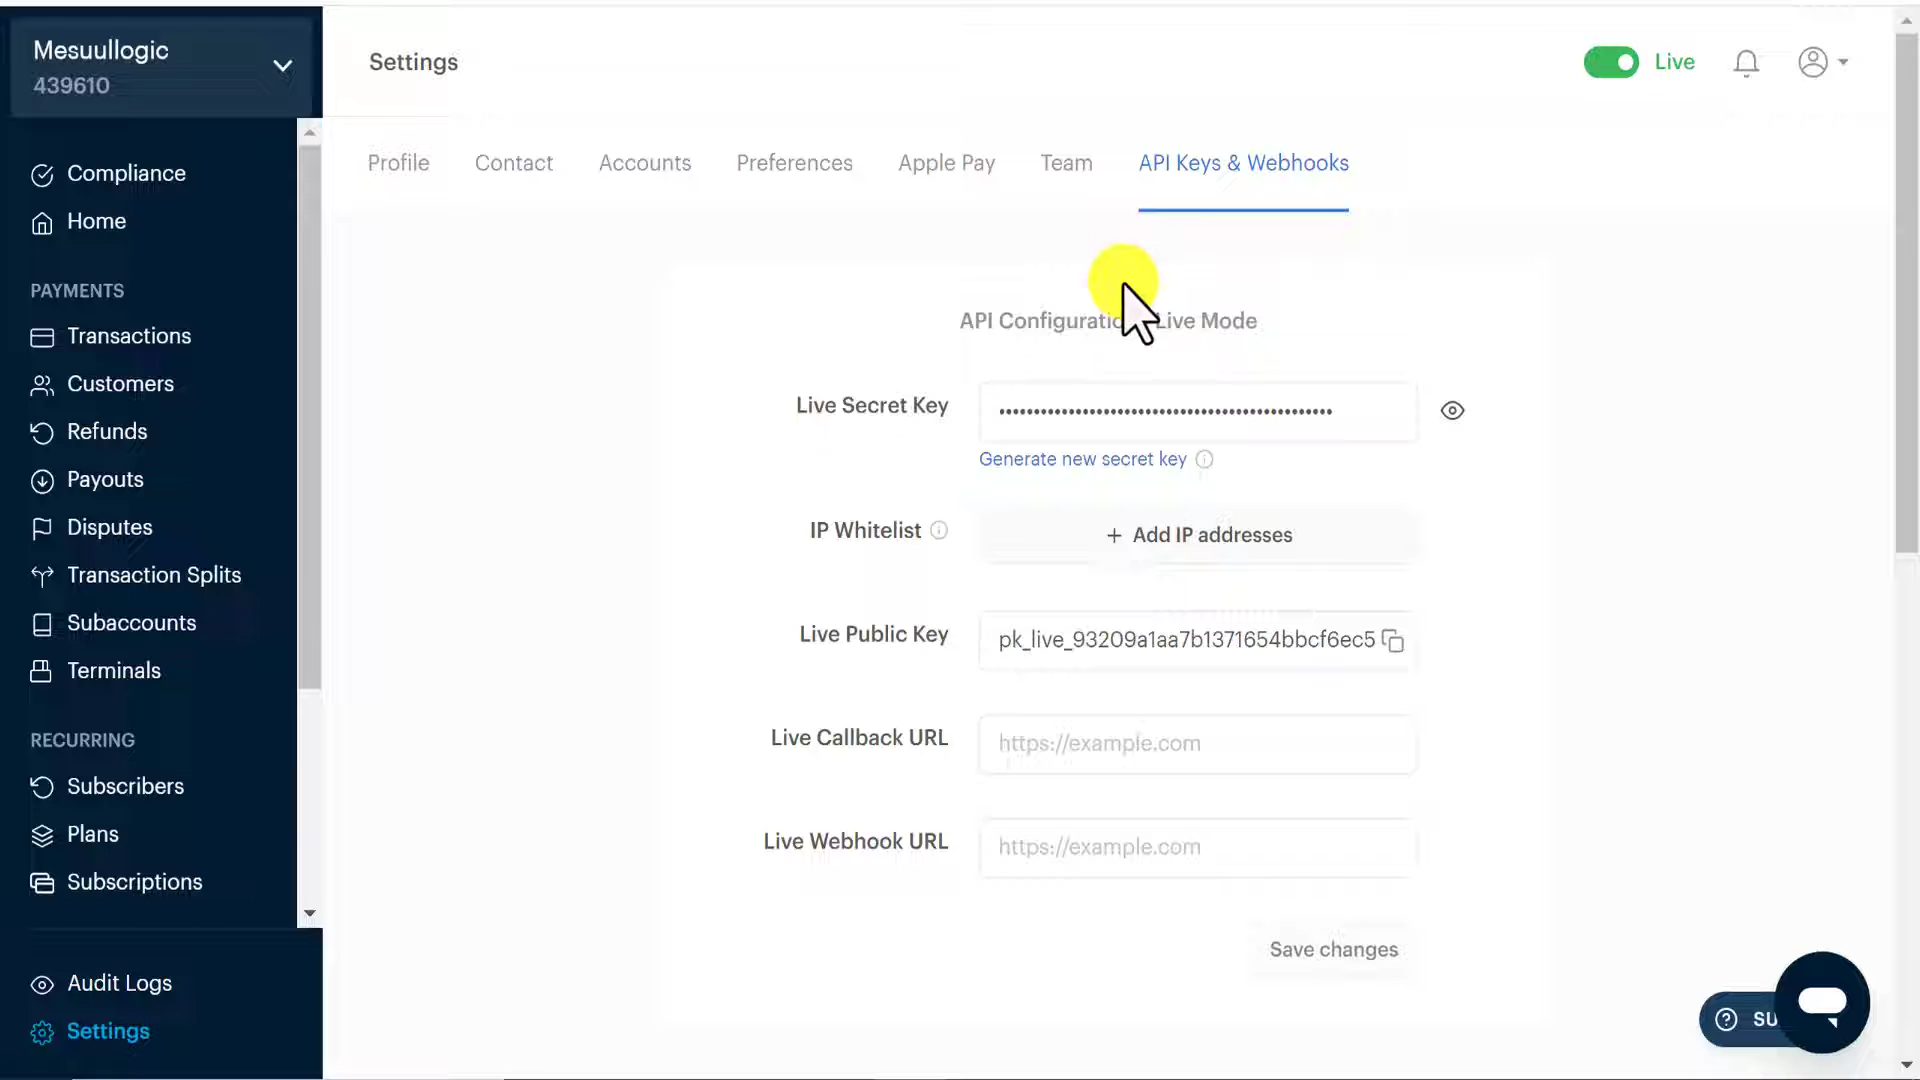 Mesuullogic
439610
Compliance
Home
PAYMENTS
Transactions
Customers
Refunds
Payouts
Disputes
Transaction Splits
Subaccounts
Terminals
RECURRING
Subscribers
Plans
Subscriptions
Audit Logs
Settings
Settings
Live
Profile
Contact
Accounts
Preferences
Apple Pay
Team
API Keys & Webhooks
API Live Mode
Live Secret Key
Generate new secret key
IP Whitelist
+ Add IP addresses
Live Public Key
pk_live_93209a1aa7b1371654bbcf6ec5
Live Callback URL
https://example.com
Live Webhook URL
https://example.com
Save changes